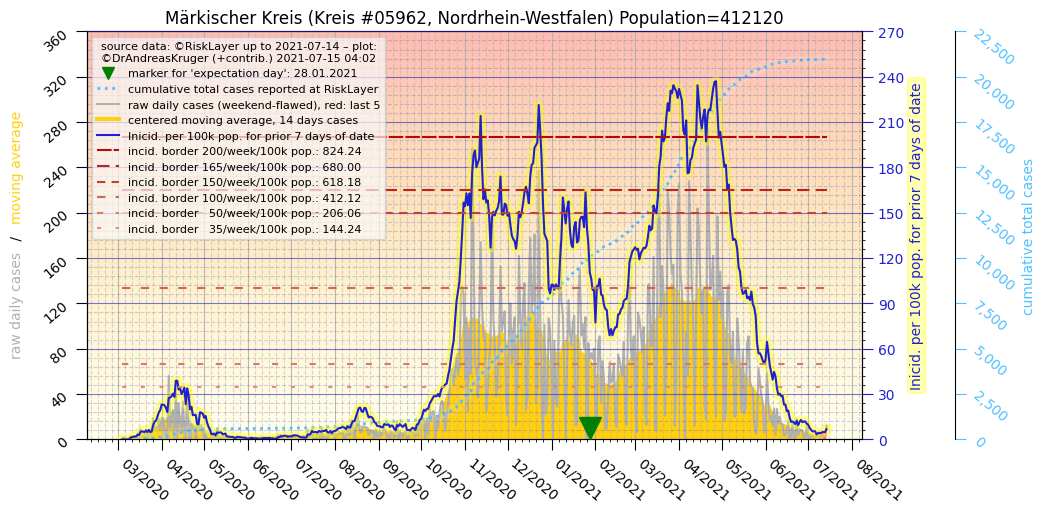 Märkischer Kreis (Kreis #05962, Nordrhein-Westfalen) Population=412120
source data: ©RiskLayer up to 2021-07-14 – plot:
©DrAndreasKruger (+contrib.) 2021-07-15 04:02
marker for 'expectation day': 28.01.2021
cumulative total cases reported at RiskLayer
raw daily cases (weekend-flawed), red: last 5
centered moving average, 14 days cases
Inicid. per 100k pop. for prior 7 days of date
incid. border 200/week/100k pop.: 824.24
incid. border 165/week/100k pop.: 680.00
incid. border 150/week/100k pop.: 618.18
incid. border 100/week/100k pop.: 412.12
incid. border   50/week/100k pop.: 206.06
incid. border   35/week/100k pop.: 144.24
raw daily cases   /   moving average
360
320
280
240
200
160
120
80
40
0
270
240
210
180
150
120
90
60
30
0
Inicid. per 100k pop. for prior 7 days of date
22,500
20,000
17,500
15,000
12,500
10,000
7,500
5,000
2,500
0
cumulative total cases
03/2020
04/2020
05/2020
06/2020
07/2020
08/2020
09/2020
10/2020
11/2020
12/2020
01/2021
02/2021
03/2021
04/2021
05/2021
06/2021
07/2021
08/2021